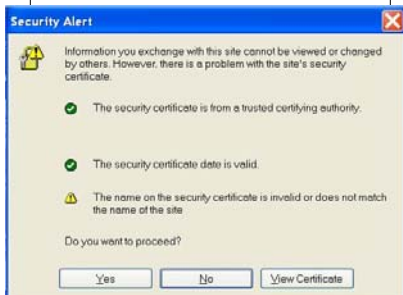 Security Alert
Information you exchange with this site cannot be viewed or changed
by others. However, there is a problem with the site's security
certificate.
The security certificate is from a trusted certifying authority.
The security certificate date is valid.
The name on the security certificate is invalid or does not match
the name of the site
Do you want to proceed?
Yes
No
View Certificate